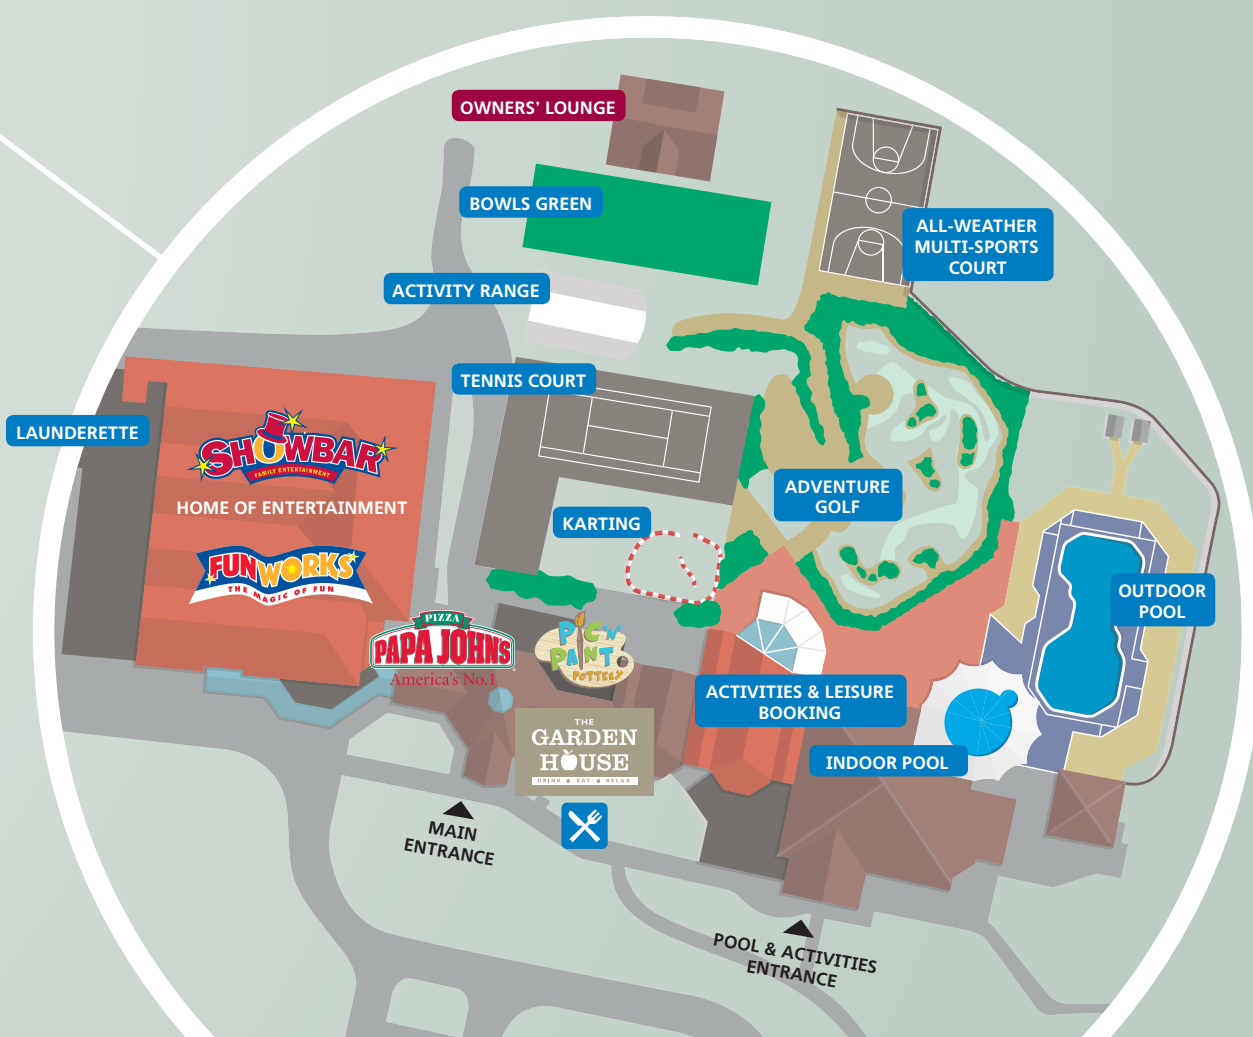 OWNERS' LOUNGE
BOWLS GREEN
ALL-WEATHER
MULTI-SPORTS
COURT
ACTIVITY RANGE
TENNIS COURT
LAUNDERETTE
SHOWBAR
FAMILY ENTERTAINMENT
HOME OF ENTERTAINMENT
ADVENTURE
GOLF
KARTING
FUNWORKS
THE MAGIC OF FUN
OUTDOOR
POOL
PIZZA
PAPA JOHN'S
America's No.1
PIC 'N'
PAINT
POTTERY
ACTIVITIES & LEISURE
BOOKING
THE
GARDEN
HOUSE
DRINK EAT RELAX
INDOOR POOL
MAIN
ENTRANCE
POOL & ACTIVITIES
ENTRANCE